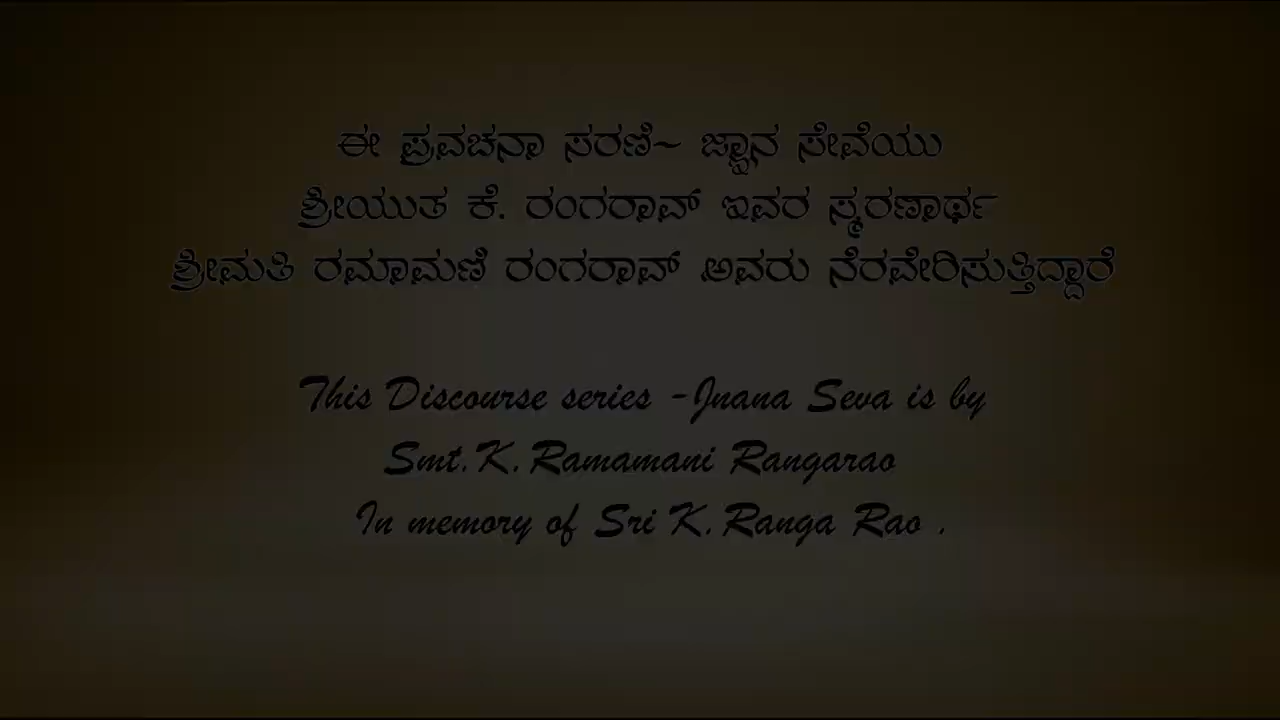 ಈ ಪ್ರವಚನಾ ಸರಣಿ~ ಜ್ಞಾನ ಸೇವೆಯು
ಶ್ರೀಯುತ ಕೆ. ರಂಗರಾವ್ ಇವರ ಸ್ಮರಣಾರ್ಥ
ಶ್ರೀಮತಿ ರಮಾಮಣಿ ರಂಗರಾವ್ ಅವರು ನೆರವೇರಿಸುತ್ತಿದ್ದಾರೆ
This Discourse series -Jnana Seva is by
Smt.K.Ramamani Rangarao
In memory of Sri K.Ranga Rao .